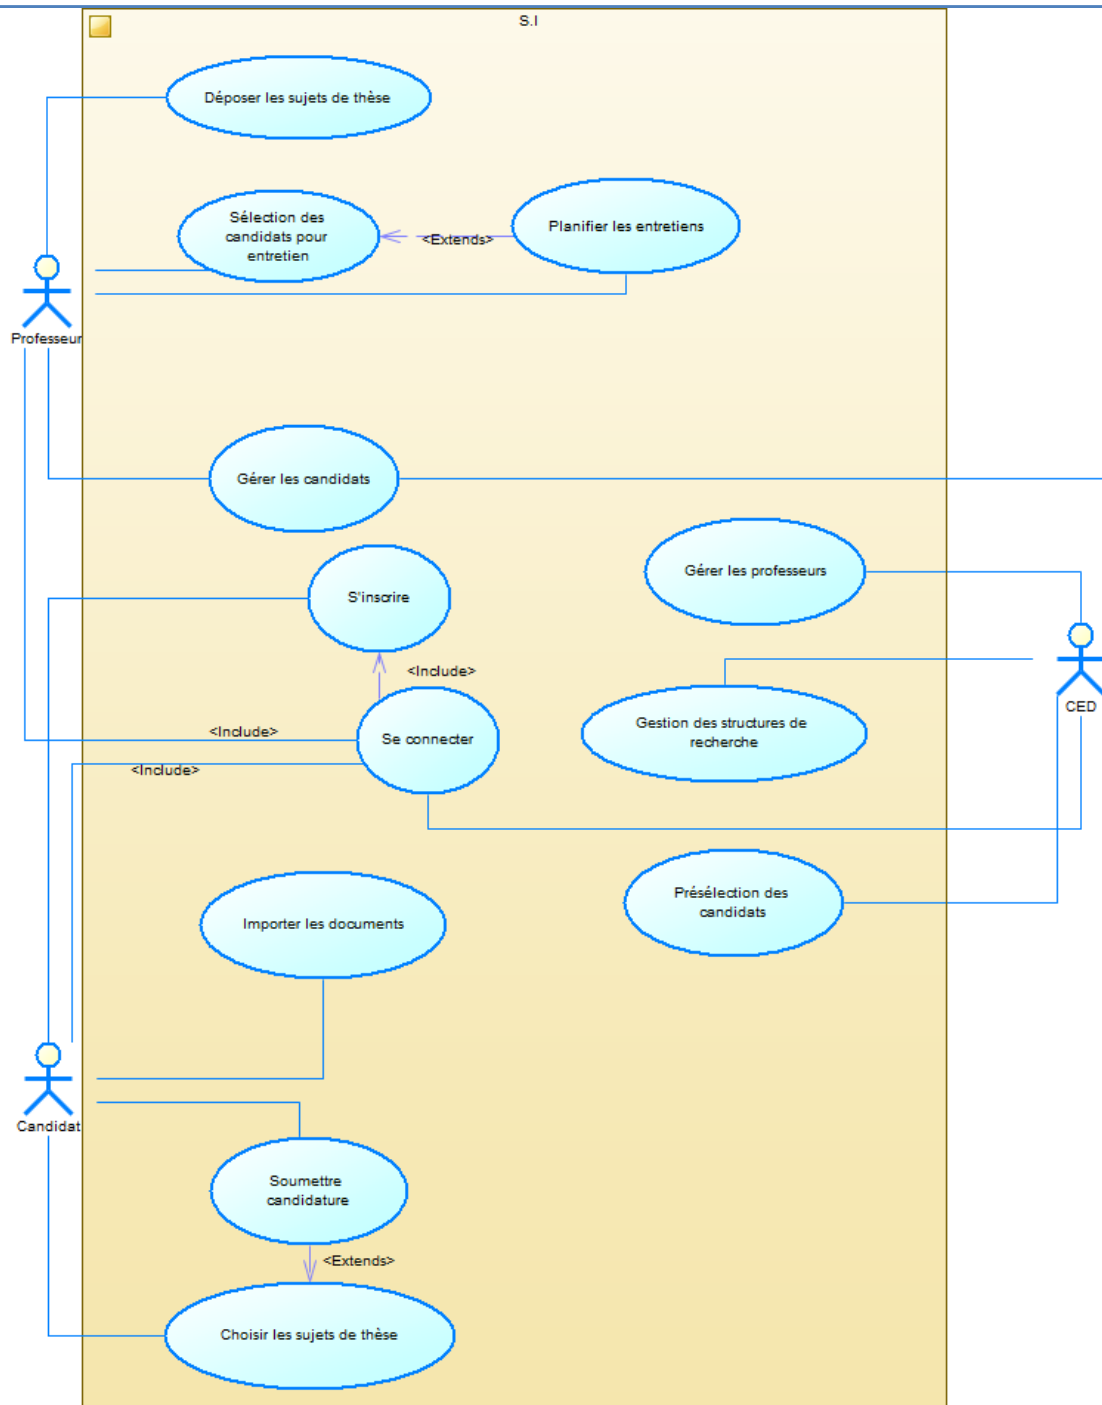 S.I
Déposer les sujets de thèse
Sélection des
candidats pour
entretien
<Extends>
Planifier les entretiens
Professeur
Gérer les candidats
Gérer les professeurs
S'inscrire
<Include>
CED
Gestion des structures de
recherche
<Include>
Se connecter
<Include>
Présélection des
candidats
Importer les documents
Candidat
Soumettre
candidature
<Extends>
Choisir les sujets de thèse